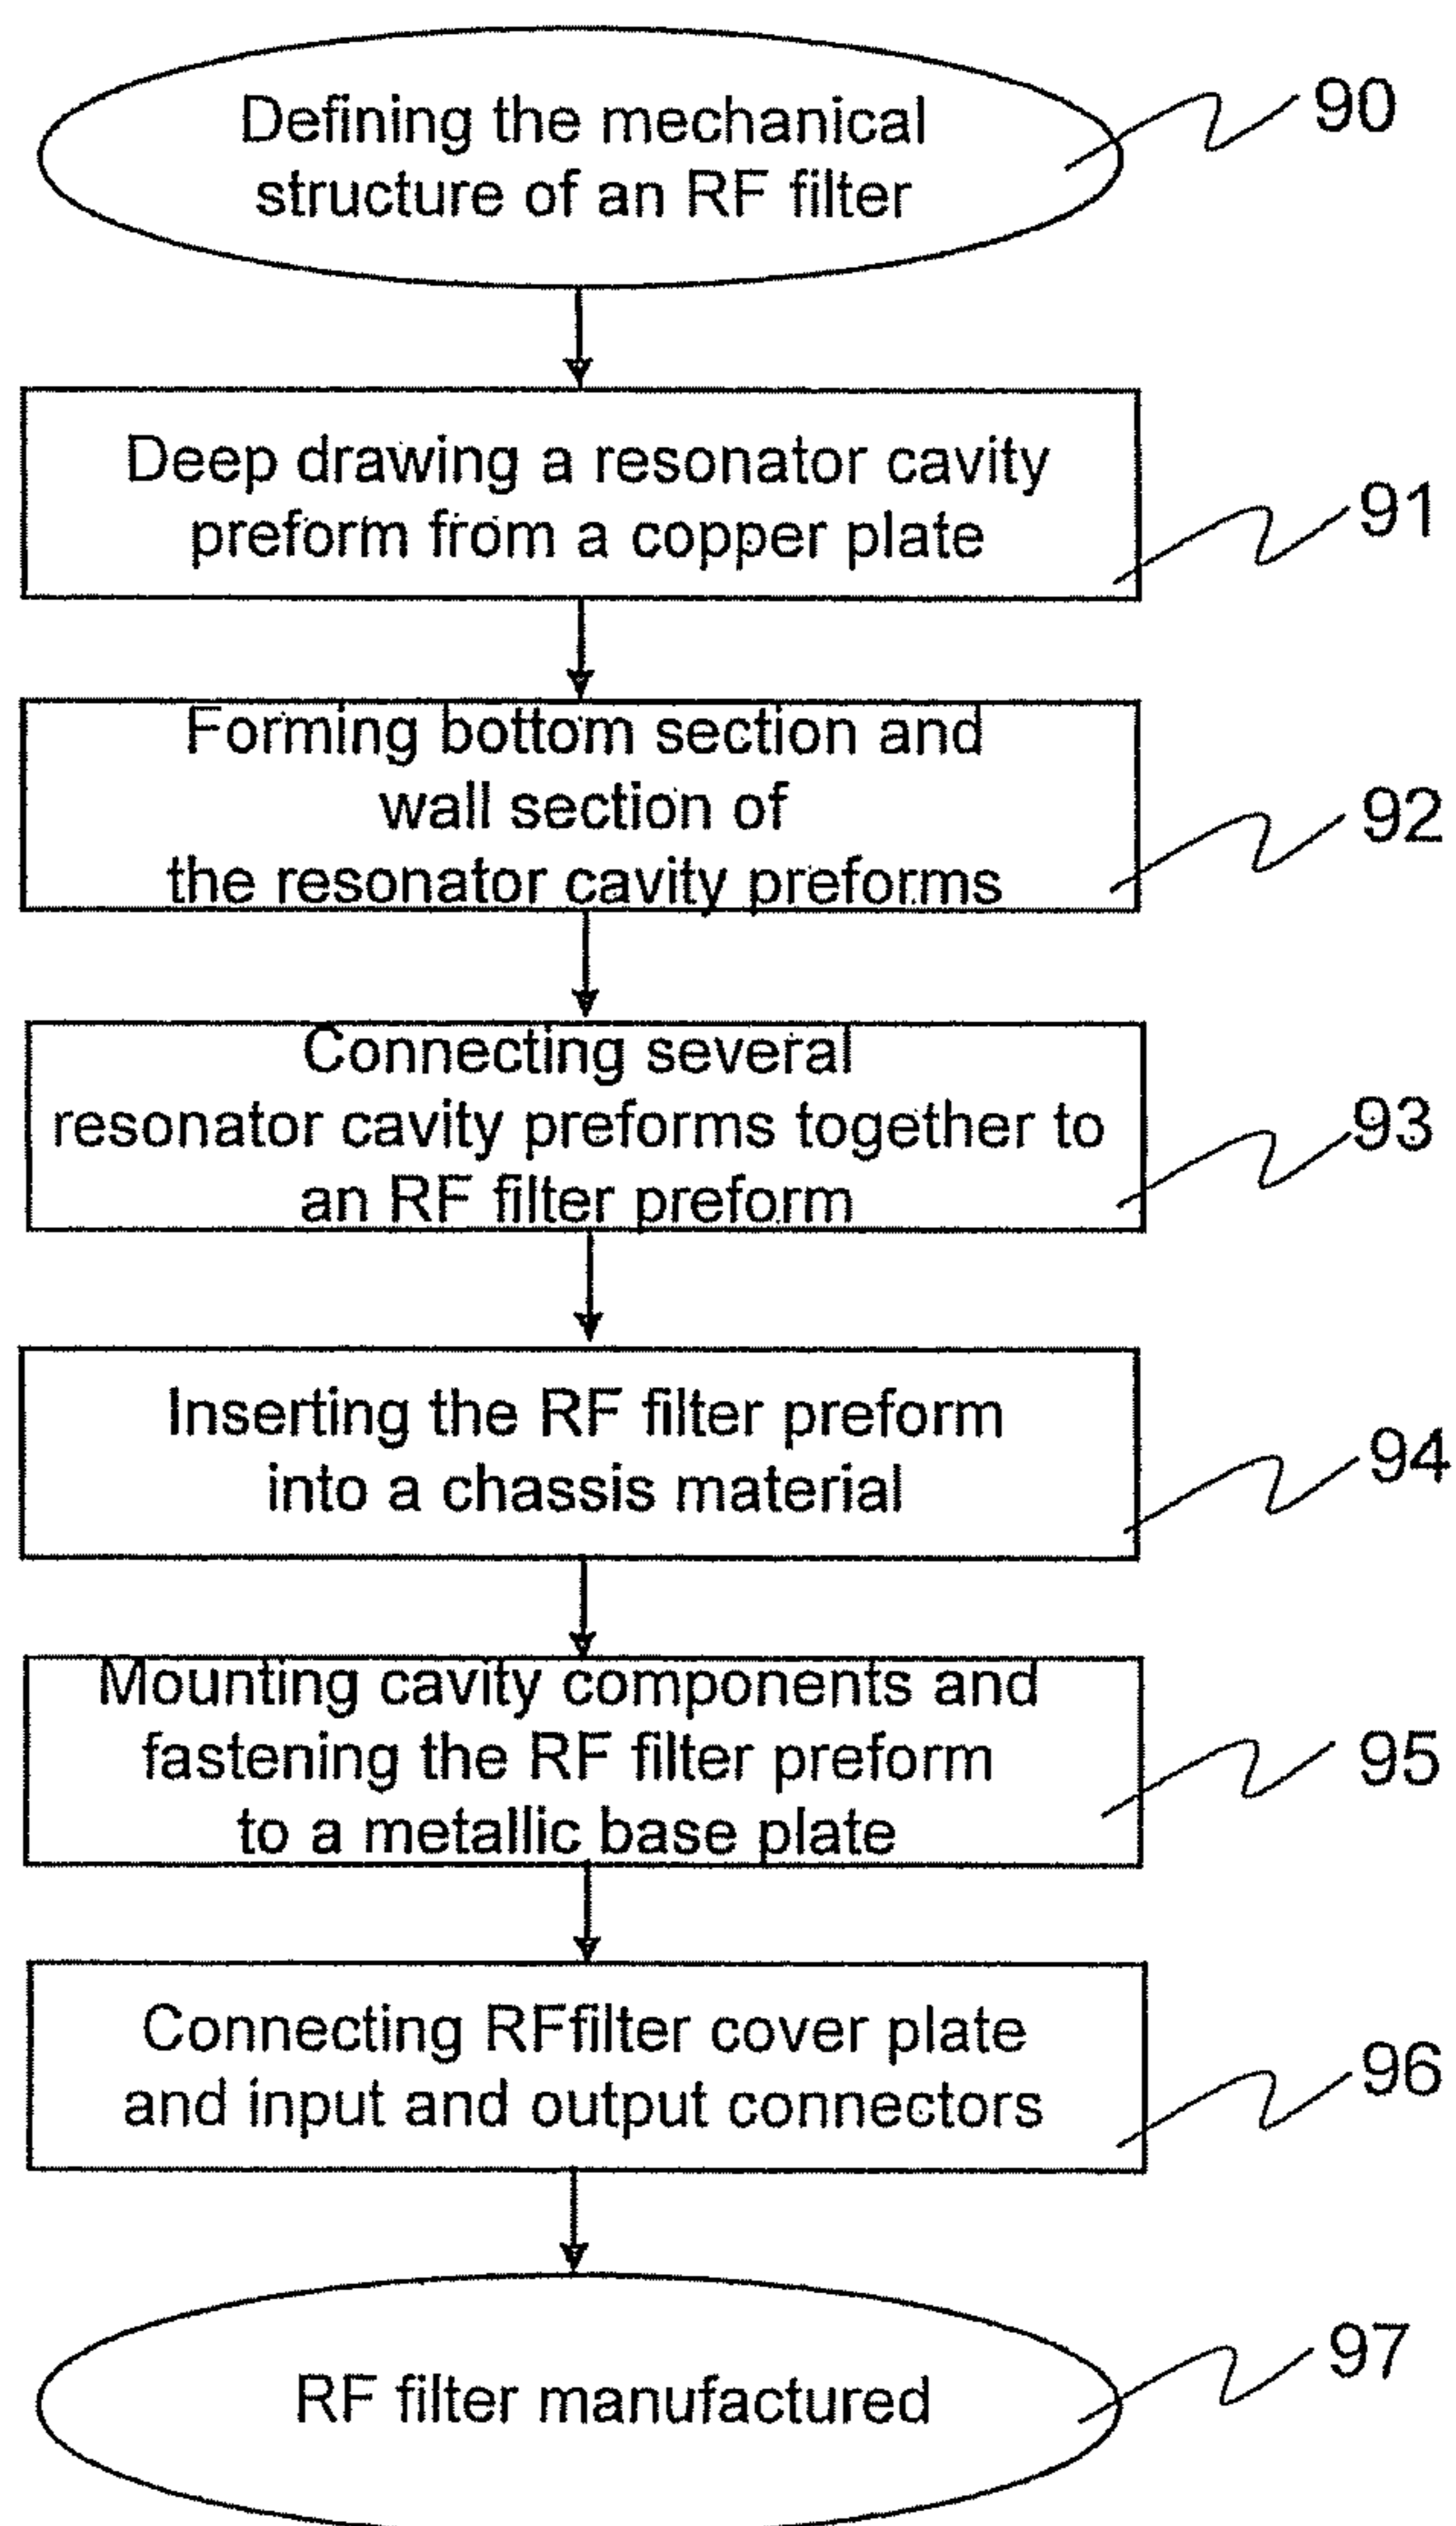 Defining the mechanical
structure of an RF filter
90
Deep drawing a resonator cavity
preform from a copper plate
91
Forming bottom section and
wall section of
the resonator cavity preforms
92
Connecting several
resonator cavity preforms together to
an RF filter preform
93
Inserting the RF filter preform
into a chassis material
94
Mounting cavity components and
fastening the RF filter preform
to a metallic base plate
95
Connecting RFfilter cover plate
and input and output connectors
96
RF filter manufactured
97